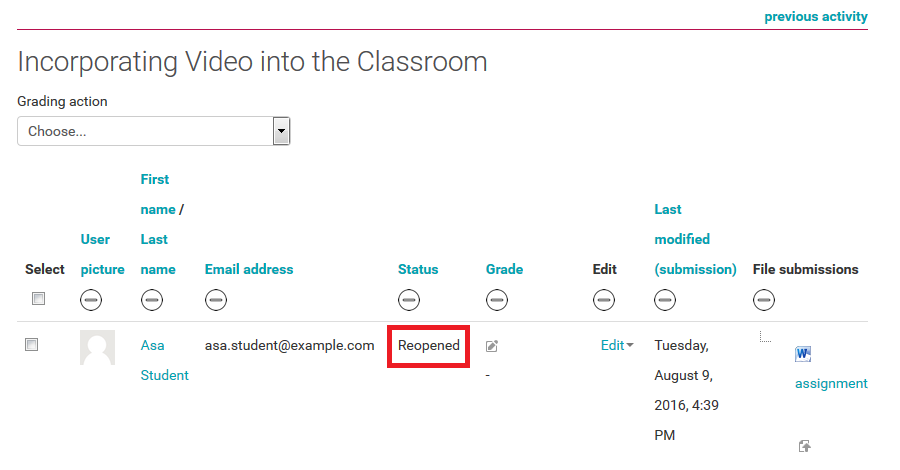 previous activity
Incorporating Video into the Classroom
Grading action
Choose...
Select
User
picture
First
name /
Last
name
Email address
Status
Grade
Edit
Last
modified
(submission)
File submissions
Asa
Student
asa.student@example.com
Reopened
-
Edit
Tuesday,
August 9,
2016, 4:39
PM
W
assignment